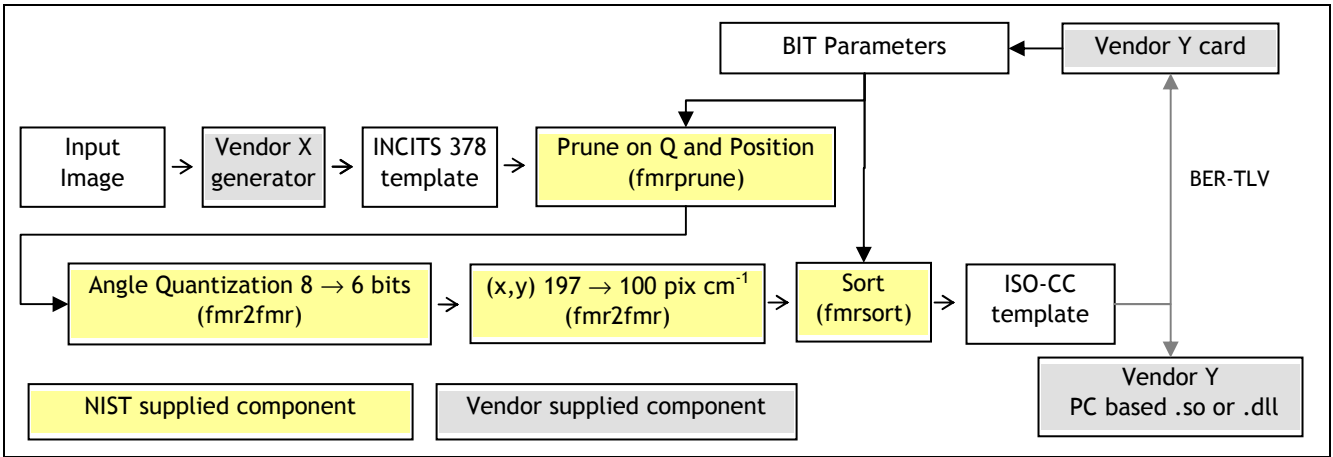 BIT Parameters
Vendor Y card
Input
Image
Vendor X
generator
INCITS 378
template
Prune on Q and Position
(fmrprune)
BER-TLV
Angle Quantization 8 → 6 bits
(fmr2fmr)
(x,y) 197 → 100 pix cm⁻¹
(fmr2fmr)
Sort
(fmrsort)
ISO-CC
template
Vendor Y
PC based .so or .dll
NIST supplied component
Vendor supplied component